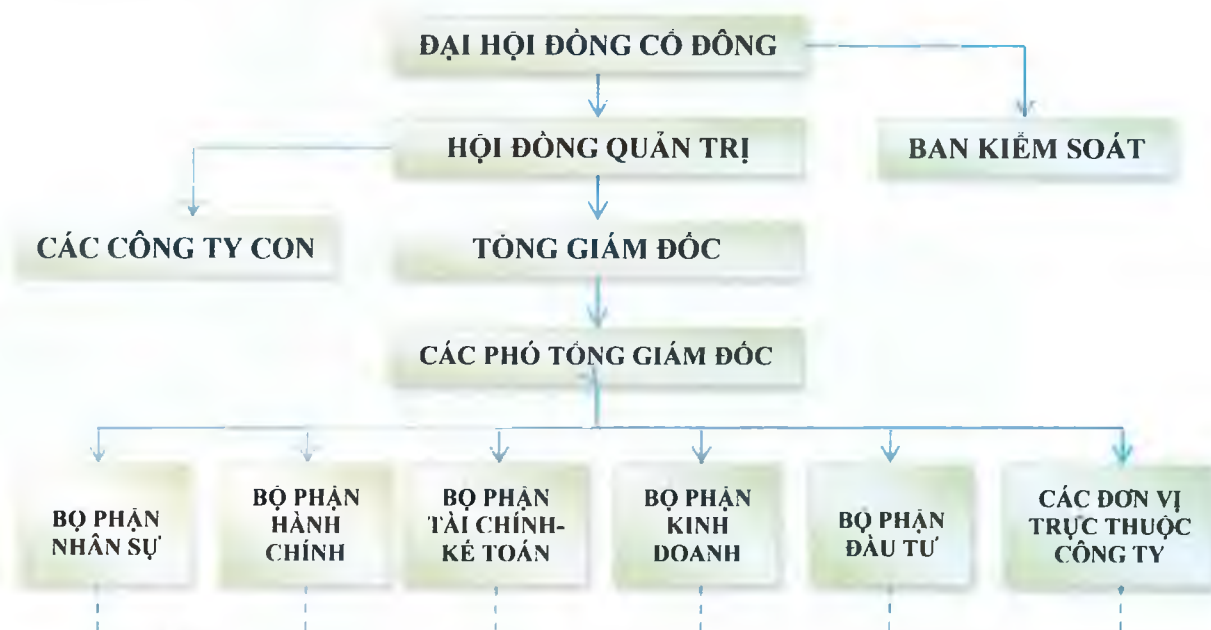 ĐẠI HỘI ĐỒNG CỔ ĐÔNG
HỘI ĐỒNG QUẢN TRỊ
BAN KIỂM SOÁT
CÁC CÔNG TY CON
TỔNG GIÁM ĐỐC
CÁC PHÓ TỔNG GIÁM ĐỐC
BỘ PHẬN
NHÂN SỰ
BỘ PHẬN
HÀNH
CHÍNH
BỘ PHẬN
TÀI CHÍNH-
KẾ TOÁN
BỘ PHẬN
KINH
DOANH
BỘ PHẬN
ĐẦU TƯ
CÁC ĐƠN VỊ
TRỰC THUỘC
CÔNG TY